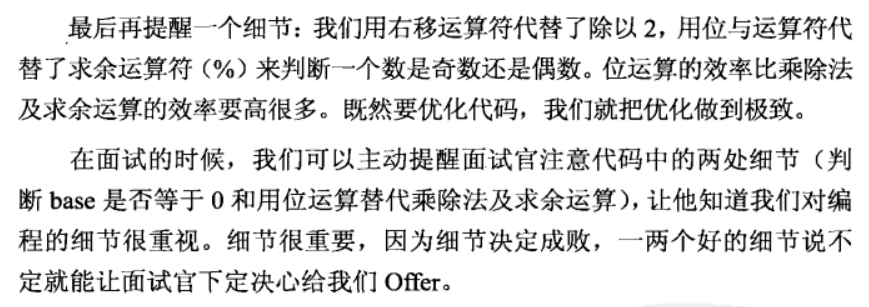 最后再提醒一个细节：我们用右移运算符代替了除以 2，用位与运算符代
替了求余运算符（%）来判断一个数是奇数还是偶数。位运算的效率比乘除法
及求余运算的效率要高很多。既然要优化代码，我们就把优化做到极致。
在面试的时候，我们可以主动提醒面试官注意代码中的两处细节（判
断 base 是否等于 0 和用位运算替代乘除法及求余运算），让他知道我们对编
程的细节很重视。细节很重要，因为细节决定成败，一两个好的细节说不
定就能让面试官下定决心给我们 Offer。